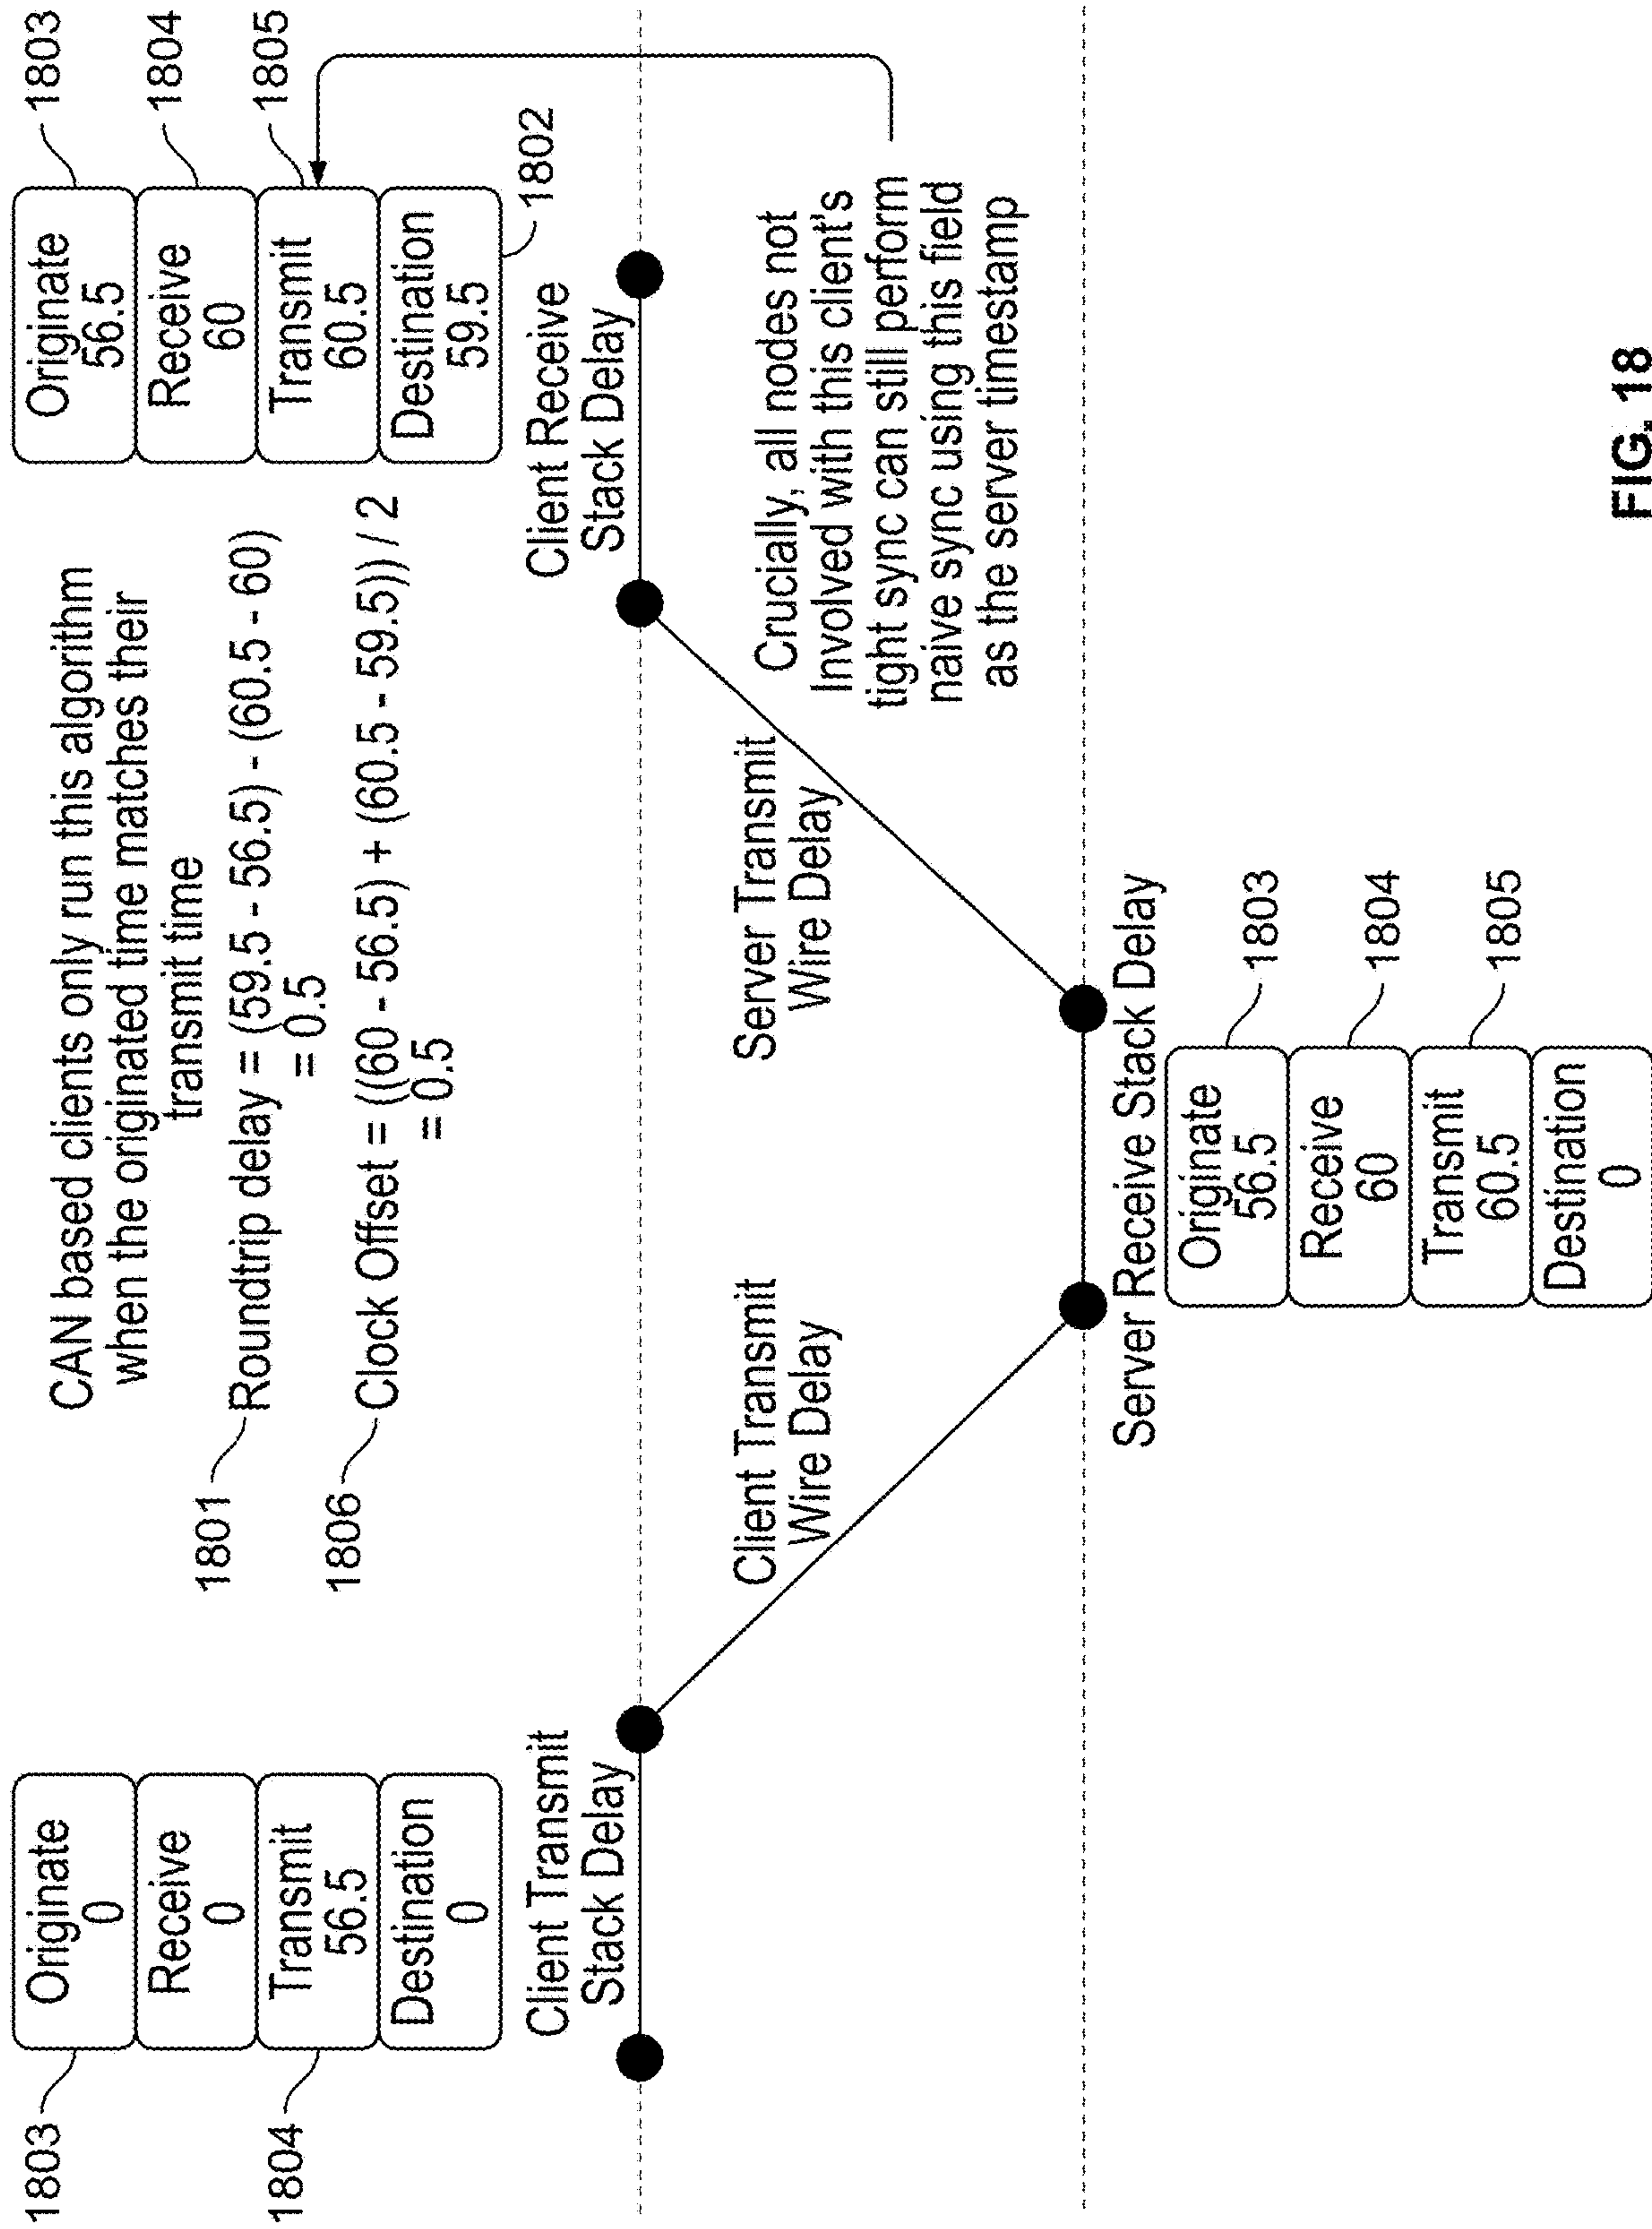 1803
Originate
0
Receive
0
1804
Transmit
56.5
Destination
0
Client Transmit
Stack Delay
CAN based clients only run this algorithm
when the originated time matches their
transmit time
1801
Roundtrip delay = (59.5 - 56.5) - (60.5 - 60)
= 0.5
1806
Clock Offset = ((60 - 56.5) + (60.5 - 59.5)) / 2
= 0.5
Originate
56.5
1803
Receive
60
1804
Transmit
60.5
1805
Destination
59.5
1802
Client Receive
Stack Delay
Client Transmit
Wire Delay
Server Transmit
Wire Delay
Crucially, all nodes not
Involved with this client's
tight sync can still perform
naive sync using this field
as the server timestamp
Server Receive Stack Delay
Originate
56.5
1803
Receive
60
1804
Transmit
60.5
1805
Destination
0
FIG. 18